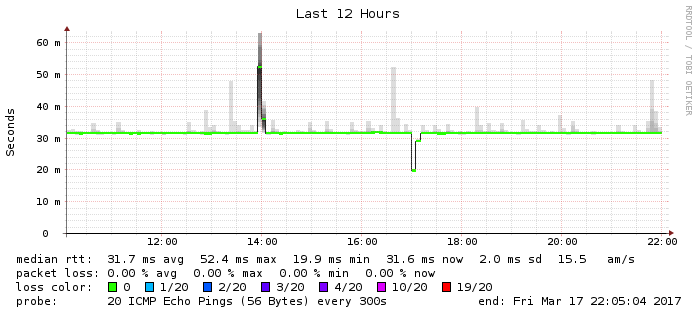 Last 12 Hours
RRDTOOL / TOBI OETIKER
Seconds
60 m
50 m
40 m
30 m
20 m
10 m
0
12:00 14:00 16:00 18:00 20:00 22:00
median rtt: 31.7 ms avg 52.4 ms max 19.9 ms min 31.6 ms now 2.0 ms sd 15.5 am/s
packet loss: 0.00 % avg 0.00 % max 0.00 % min 0.00 % now
loss color: 0 1/20 2/20 3/20 4/20 10/20 19/20
probe: 20 ICMP Echo Pings (56 Bytes) every 300s end: Fri Mar 17 22:05:04 2017